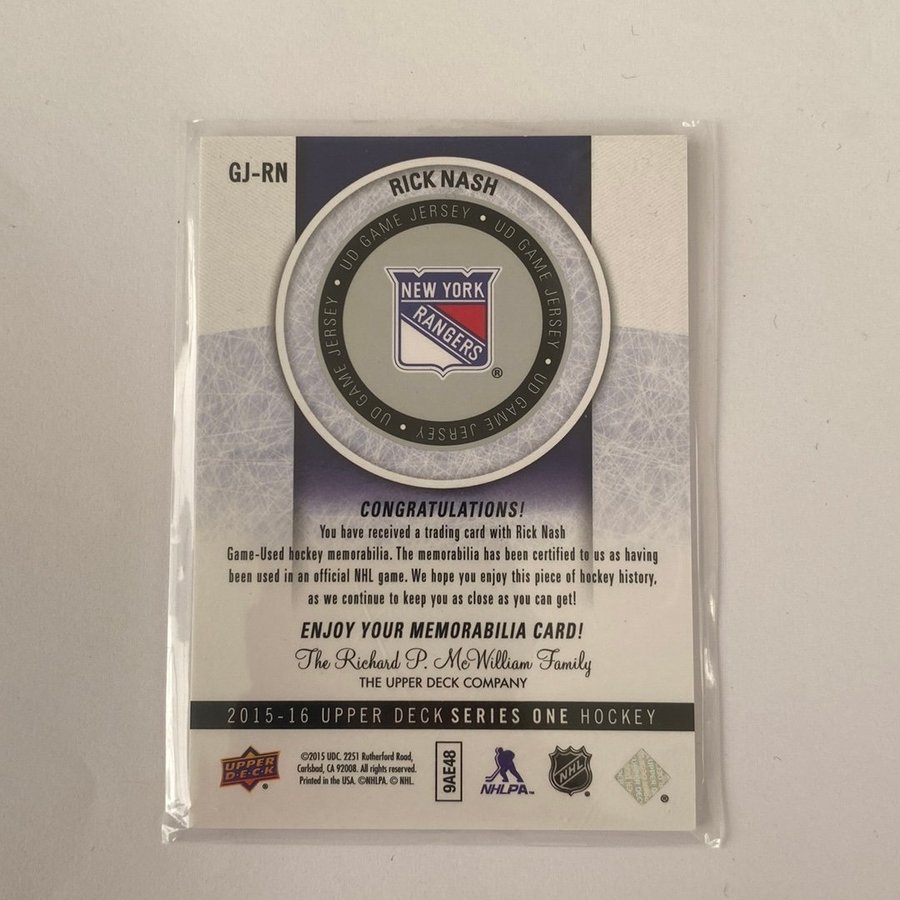 GJ-RN
RICK NASH
UD GAME JERSEY • UD GAME JERSEY • UD GAME JERSEY • UD GAME JERSEY •
NEW YORK
RANGERS
®
CONGRATULATIONS!
You have received a trading card with Rick Nash
Game-Used hockey memorabilia. The memorabilia has been certified to us as having
been used in an official NHL game. We hope you enjoy this piece of hockey history,
as we continue to keep you as close as you can get!
ENJOY YOUR MEMORABILIA CARD!
The Richard P. McWilliam Family
THE UPPER DECK COMPANY
2015-16 UPPER DECK SERIES ONE HOCKEY
UPPER
DECK
®
©2015 UDC. 2251 Rutherford Road,
Carlsbad, CA 92008. All rights reserved.
Printed in the USA. ©NHLPA. © NHL.
9AE48
NHLPA™
NHL
®
®